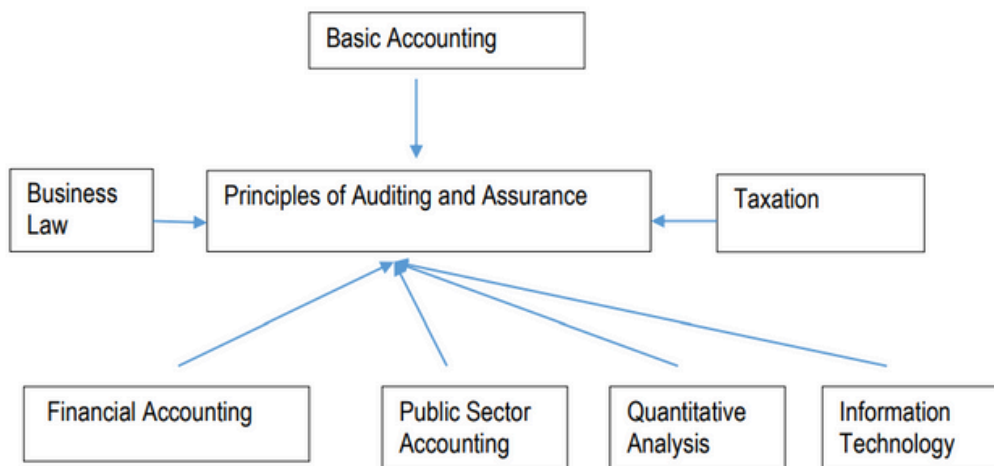 Basic Accounting
Business
Law
Principles of Auditing and Assurance
Taxation
Financial Accounting
Public Sector
Accounting
Quantitative
Analysis
Information
Technology